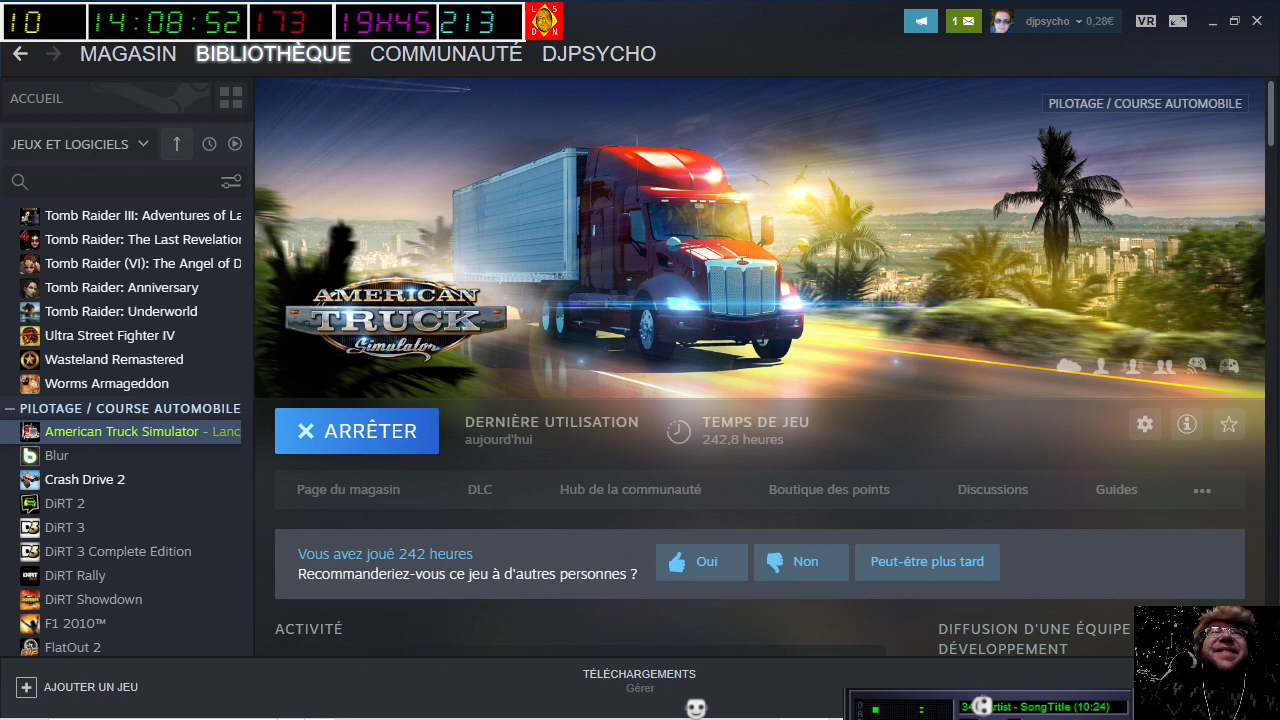 10 14:08:52 173 19H45 213 L S D N
1 djpsycho 0,28€ VR
MAGASIN BIBLIOTHÈQUE COMMUNAUTÉ DJPSYCHO
ACCUEIL
PILOTAGE / COURSE AUTOMOBILE
JEUX ET LOGICIELS
Tomb Raider III: Adventures of La
Tomb Raider: The Last Revelation
Tomb Raider (VI): The Angel of D
Tomb Raider: Anniversary
Tomb Raider: Underworld
Ultra Street Fighter IV
Wasteland Remastered
Worms Armageddon
PILOTAGE / COURSE AUTOMOBILE
American Truck Simulator - Lanc
Blur
Crash Drive 2
DiRT 2
DiRT 3
DiRT 3 Complete Edition
DiRT Rally
DiRT Showdown
F1 2010™
FlatOut 2
AMERICAN
TRUCK
Simulator
ARRÊTER
DERNIÈRE UTILISATION
aujourd'hui
TEMPS DE JEU
242,8 heures
Page du magasin DLC Hub de la communauté Boutique des points Discussions Guides
Vous avez joué 242 heures
Recommanderiez-vous ce jeu à d'autres personnes ?
Oui Non Peut-être plus tard
ACTIVITÉ
DIFFUSION D'UNE ÉQUIPE
DÉVELOPPEMENT
AJOUTER UN JEU
TÉLÉCHARGEMENTS
Gérer
rtist - SongTitle (10:24)